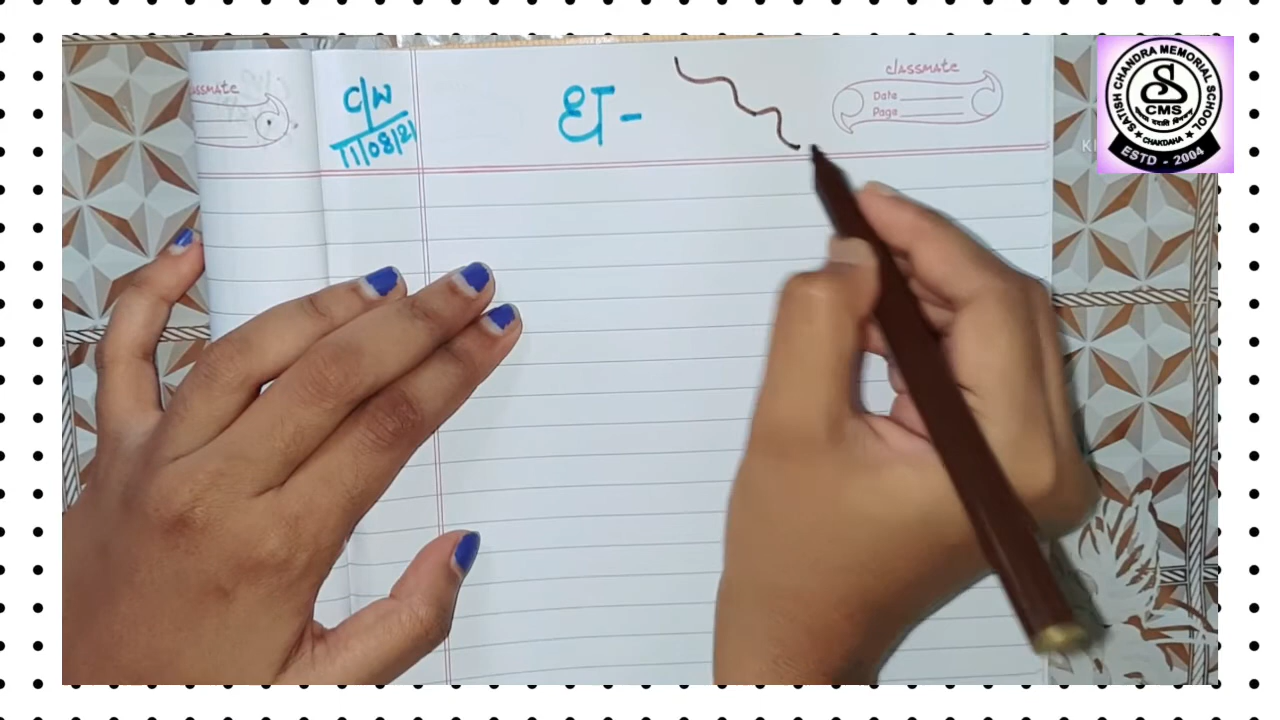 C/W
11/08/21
ध-
classmate
Date
Page
SATISH CHANDRA MEMORIAL SCHOOL
S
CMS
CHAKDAHA
ESTD - 2004